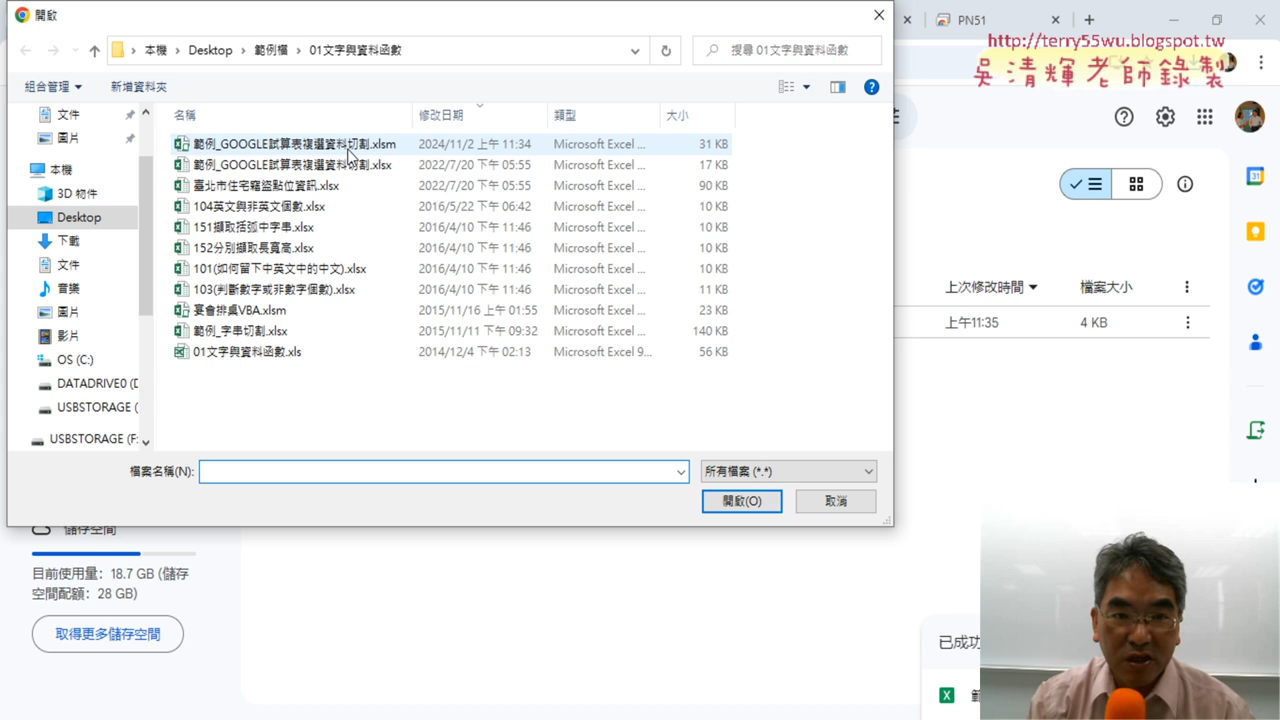 開啟
PN51
http://terry55wu.blogspot.tw
吳清輝老師錄製
本機 › Desktop › 範例檔 › 01文字與資料函數
搜尋 01文字與資料函數
組合管理
新增資料夾
文件
圖片
本機
3D 物件
Desktop
下載
文件
音樂
圖片
影片
OS (C:)
DATADRIVE0 (D
USBSTORAGE (
USBSTORAGE (F:
名稱 修改日期 類型 大小
範例_GOOGLE試算表複選資料切割.xlsm 2024/11/2 上午 11:34 Microsoft Excel ... 31 KB
範例_GOOGLE試算表複選資料切割.xlsx 2022/7/20 下午 05:55 Microsoft Excel ... 17 KB
臺北市住宅竊盜點位資訊.xlsx 2022/7/20 下午 05:55 Microsoft Excel ... 90 KB
104英文與非英文個數.xlsx 2016/5/22 下午 06:42 Microsoft Excel ... 10 KB
151擷取括弧中字串.xlsx 2016/4/10 下午 11:46 Microsoft Excel ... 10 KB
152分別擷取長寬高.xlsx 2016/4/10 下午 11:46 Microsoft Excel ... 10 KB
101(如何留下中英文中的中文).xlsx 2016/4/10 下午 11:46 Microsoft Excel ... 10 KB
103(判斷數字或非數字個數).xlsx 2016/4/10 下午 11:46 Microsoft Excel ... 11 KB
宴會排桌VBA.xlsm 2015/11/16 上午 01:55 Microsoft Excel ... 23 KB
範例_字串切割.xlsx 2015/11/11 下午 09:32 Microsoft Excel ... 140 KB
01文字與資料函數.xls 2014/12/4 下午 02:13 Microsoft Excel 9... 56 KB
檔案名稱(N):
所有檔案 (*.*)
開啟(O)
取消
上次修改時間 檔案大小
上午11:35 4 KB
31
儲存空間
目前使用量：18.7 GB (儲存
空間配額：28 GB)
取得更多儲存空間
已成功